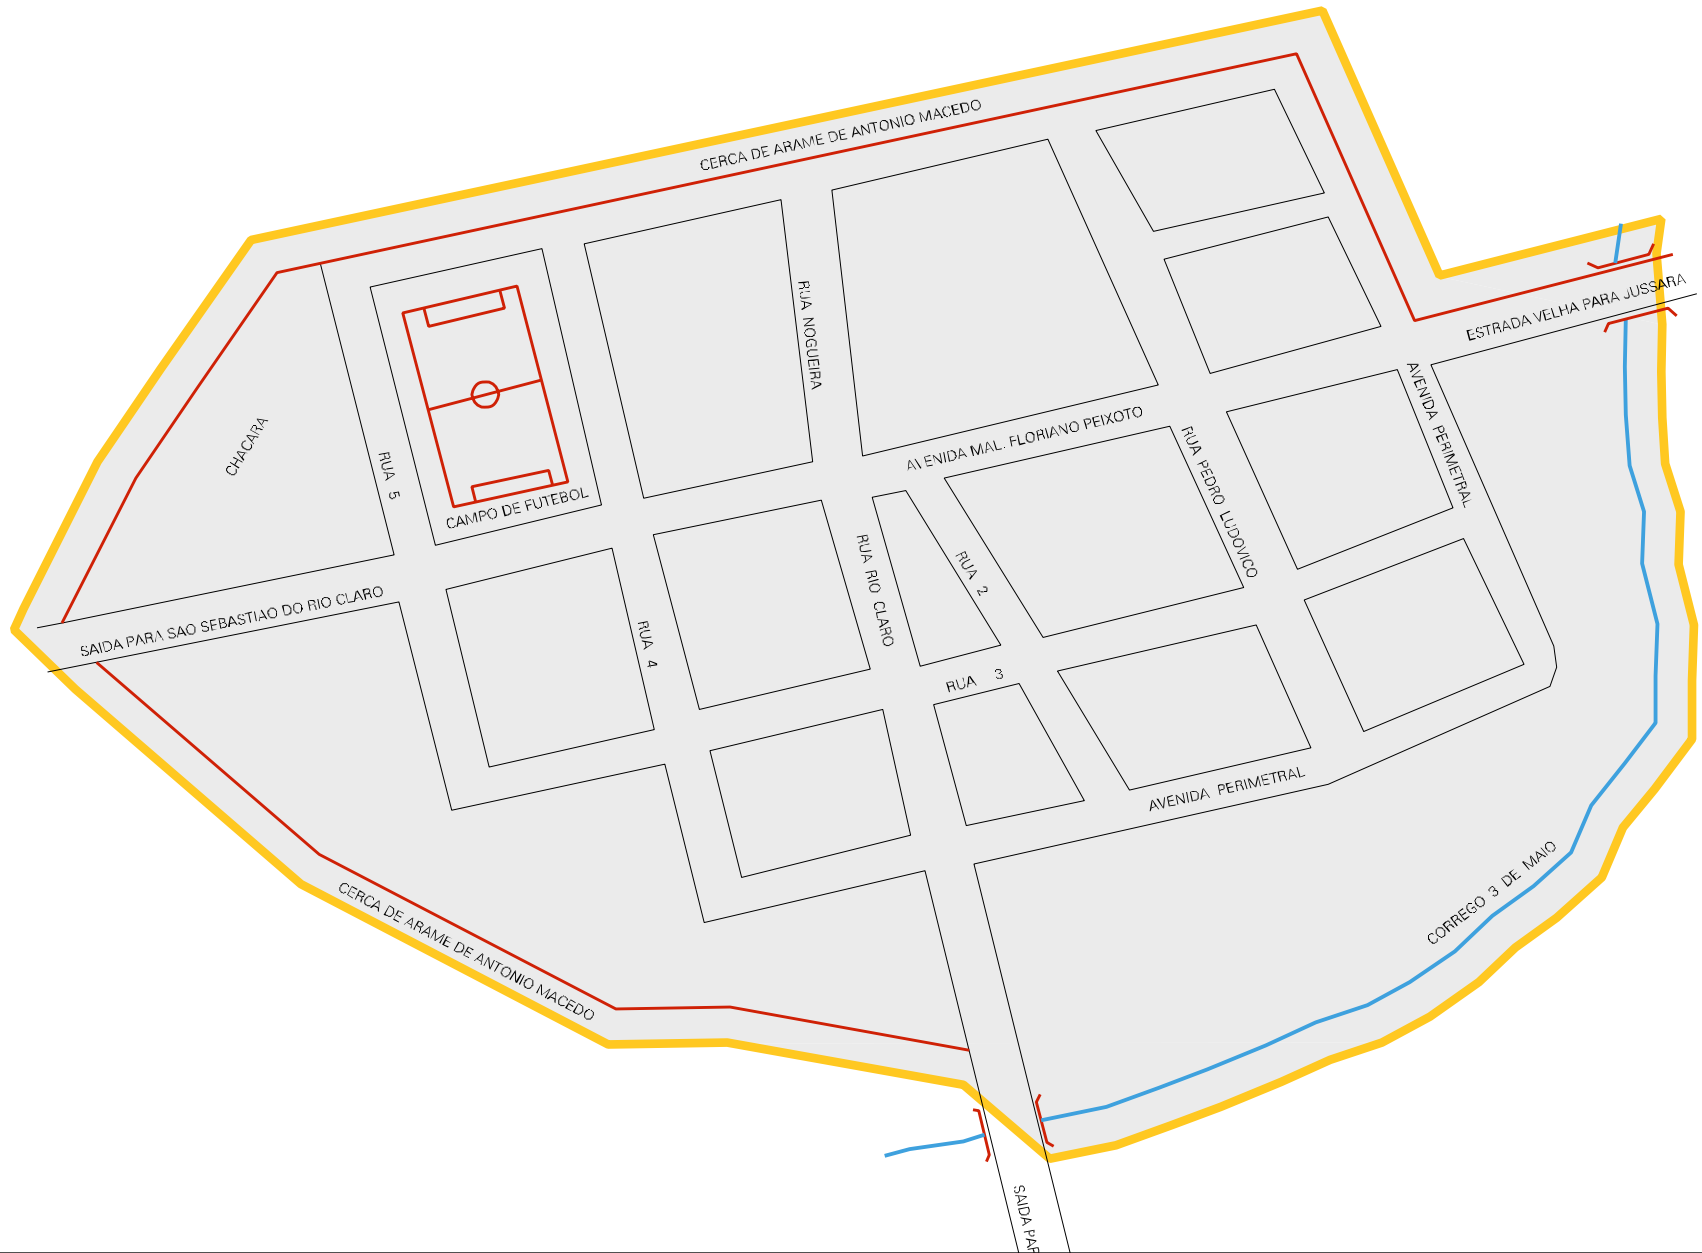 CERCA DE ARAME DE ANTONIO MACEDO
ESTRADA VELHA PARA JUSSARA
RUA NOGUEIRA
AVENIDA PERIMETRAL
CHACARA
RUA 5
CAMPO DE FUTEBOL
AVENIDA MAL. FLORIANO PEIXOTO
RUA PEDRO LUDOVICO
RUA RIO CLARO
RUA 2
SAIDA PARA SAO SEBASTIAO DO RIO CLARO
RUA 4
RUA 3
AVENIDA PERIMETRAL
CORREGO 3 DE MAIO
CERCA DE ARAME DE ANTONIO MACEDO
SAIDA